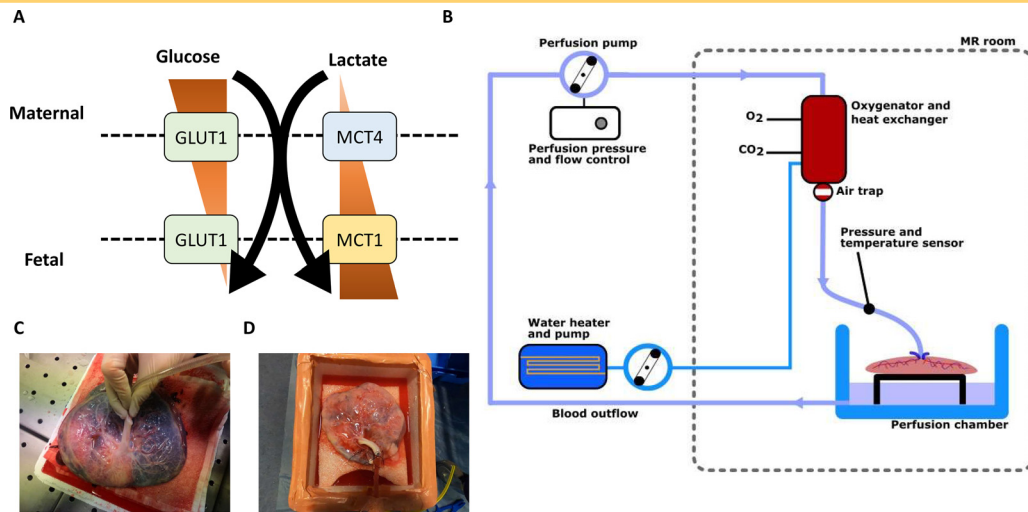 A
Glucose
Lactate
Maternal
GLUT1
MCT4
GLUT1
MCT1
Fetal
B
MR room
Perfusion pump
Perfusion pressure
and flow control
O2
CO2
Oxygenator and
heat exchanger
Air trap
Pressure and
temperature sensor
Water heater
and pump
Blood outflow
Perfusion chamber
C
D